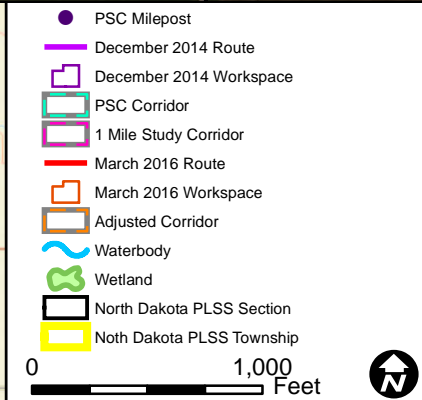 PSC Milepost
December 2014 Route
December 2014 Workspace
PSC Corridor
1 Mile Study Corridor
March 2016 Route
March 2016 Workspace
Adjusted Corridor
Waterbody
Wetland
North Dakota PLSS Section
Noth Dakota PLSS Township
0 1,000
Feet
N